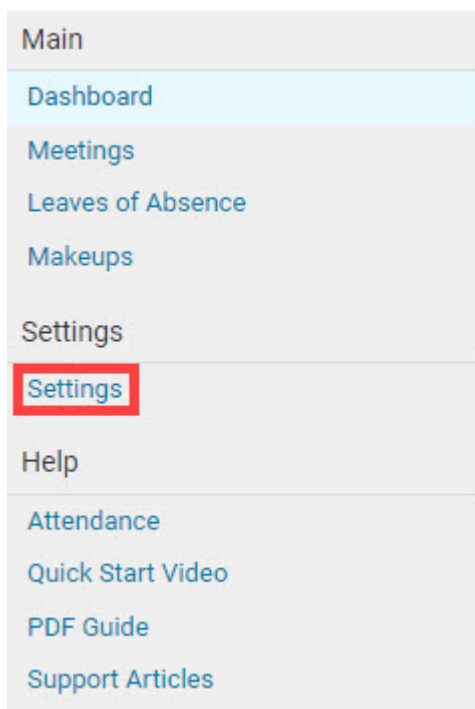 Main
Dashboard
Meetings
Leaves of Absence
Makeups
Settings
Settings
Help
Attendance
Quick Start Video
PDF Guide
Support Articles